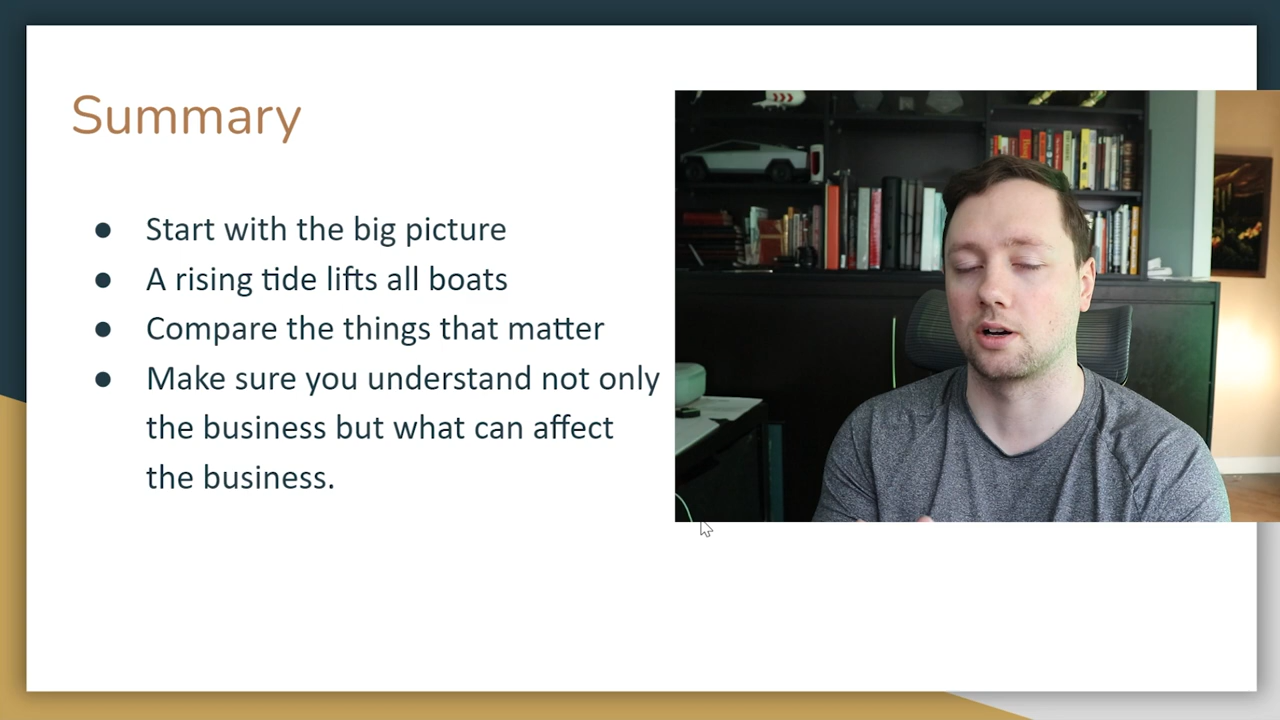 Summary
● Start with the big picture
● A rising tide lifts all boats
● Compare the things that matter
● Make sure you understand not only
the business but what can affect
the business.